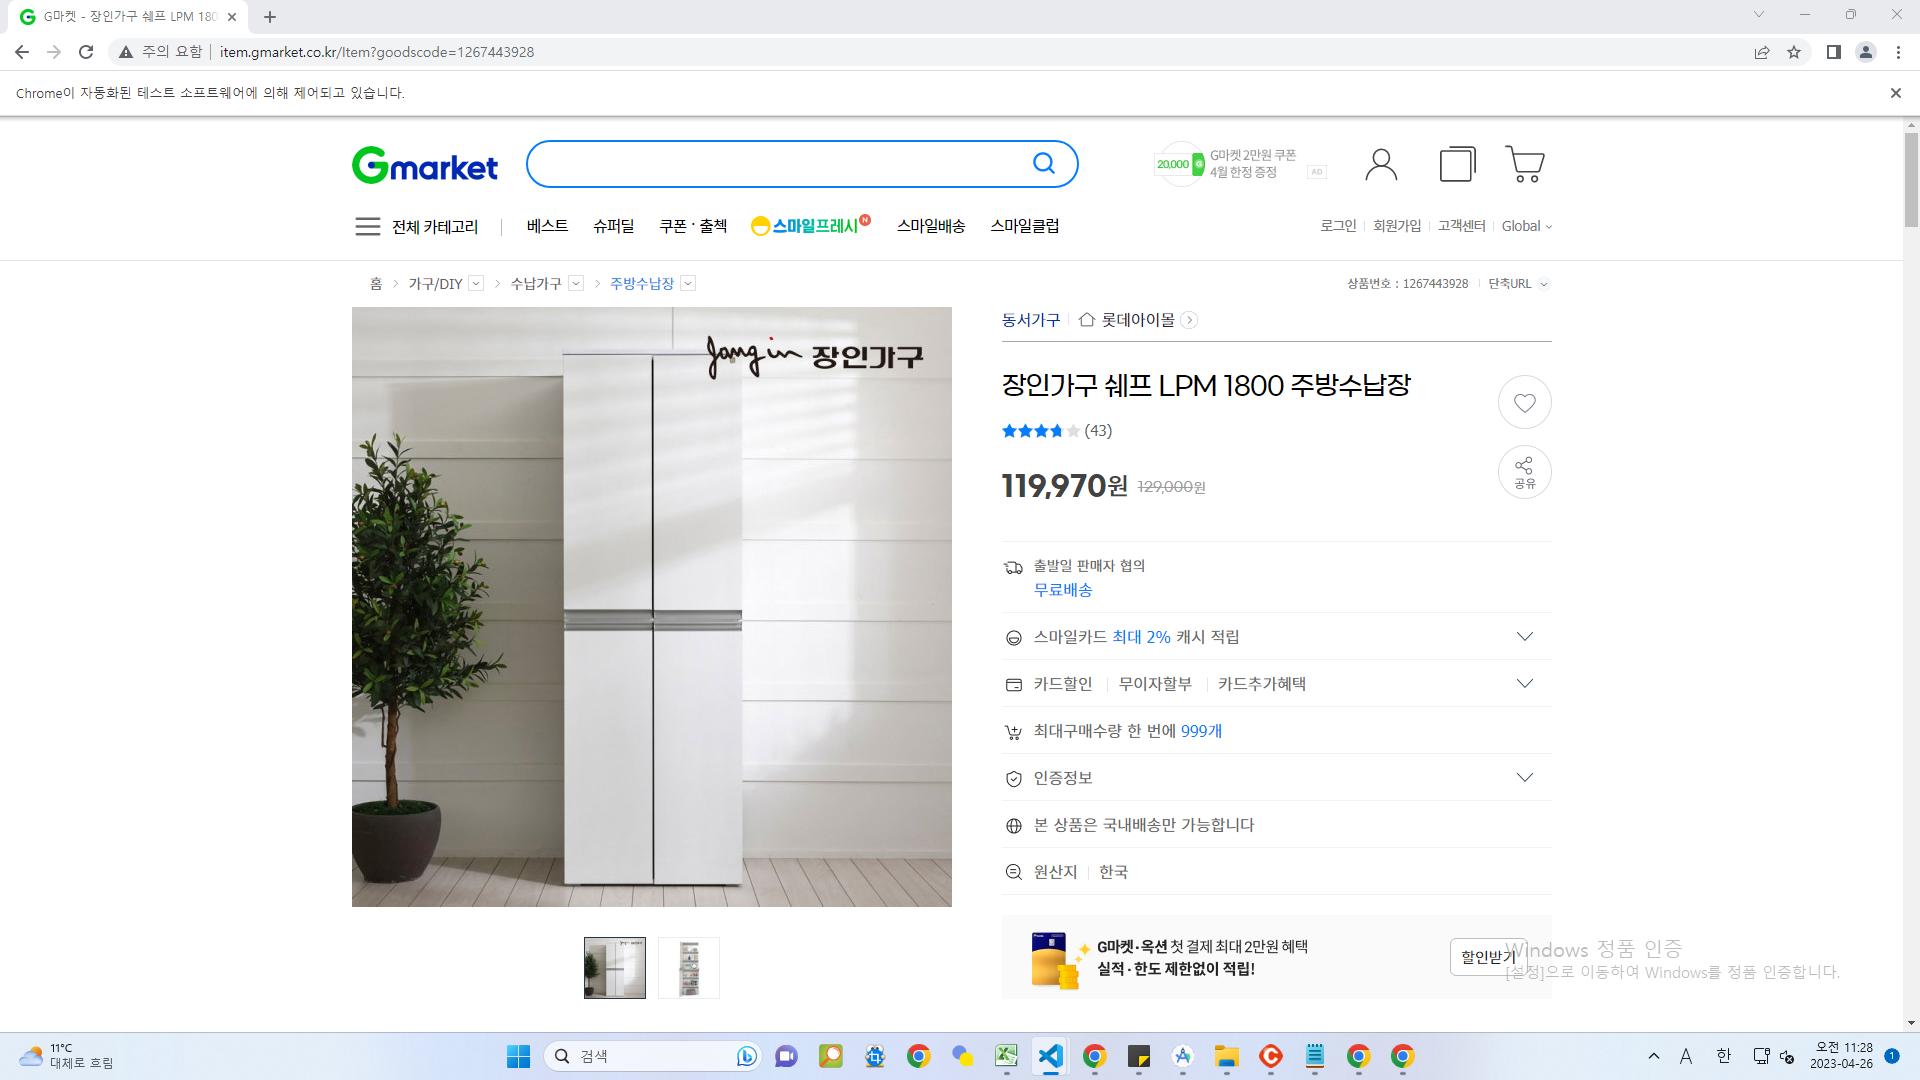 G마켓 - 장인가구 쉐프 LPM 180
주의 요함
item.gmarket.co.kr/Item?goodscode=1267443928
Chrome이 자동화된 테스트 소프트웨어에 의해 제어되고 있습니다.
Gmarket
20,000
G마켓 2만원 쿠폰
4월 한정 증정
AD
전체 카테고리
베스트
슈퍼딜
쿠폰·출첵
스마일프레시
N
스마일배송
스마일클럽
로그인
회원가입
고객센터
Global
홈
가구/DIY
수납가구
주방수납장
상품번호 : 1267443928
단축URL
Jangin 장인가구
동서가구
롯데아이몰
장인가구 쉐프 LPM 1800 주방수납장
(43)
119,970원
129,000원
공유
출발일 판매자 협의
무료배송
스마일카드 최대 2% 캐시 적립
카드할인
무이자할부
카드추가혜택
최대구매수량 한 번에 999개
인증정보
본 상품은 국내배송만 가능합니다
원산지
한국
G마켓·옥션 첫 결제 최대 2만원 혜택
실적·한도 제한없이 적립!
할인받기
Windows 정품 인증
[설정]으로 이동하여 Windows를 정품 인증합니다.
11°C
대체로 흐림
검색
A
한
오전 11:28
2023-04-26
1